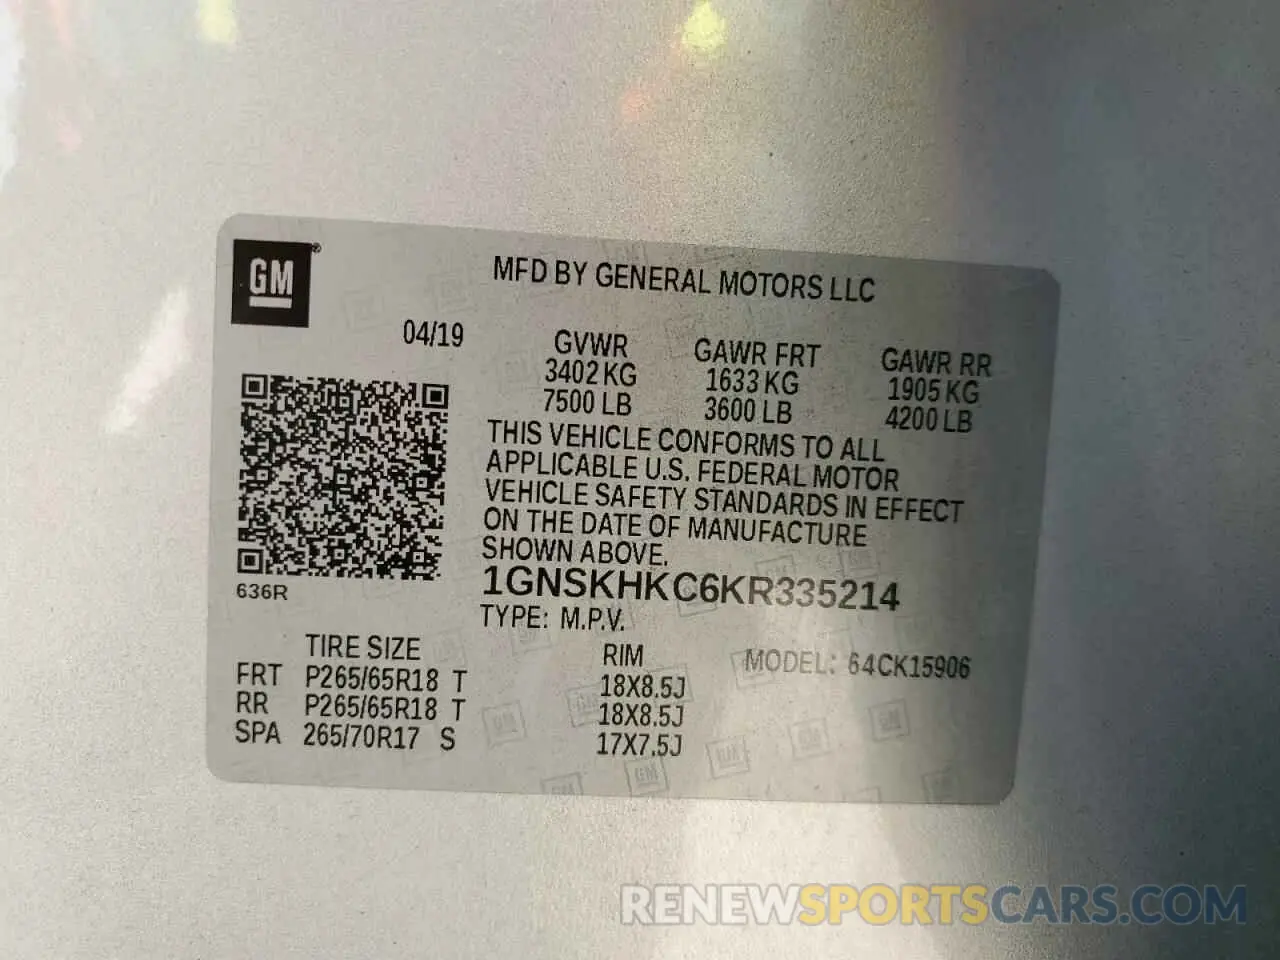 GM®
MFD BY GENERAL MOTORS LLC
04/19
GVWR GAWR FRT GAWR RR
3402 KG 1633 KG 1905 KG
7500 LB 3600 LB 4200 LB
THIS VEHICLE CONFORMS TO ALL
APPLICABLE U.S. FEDERAL MOTOR
VEHICLE SAFETY STANDARDS IN EFFECT
ON THE DATE OF MANUFACTURE
SHOWN ABOVE.
636R
1GNSKHKC6KR335214
TYPE: M.P.V.
TIRE SIZE RIM MODEL: 64CK15906
FRT P265/65R18 T 18X8.5J
RR P265/65R18 T 18X8.5J
SPA 265/70R17 S 17X7.5J
RENEWSPORTSCARS.COM